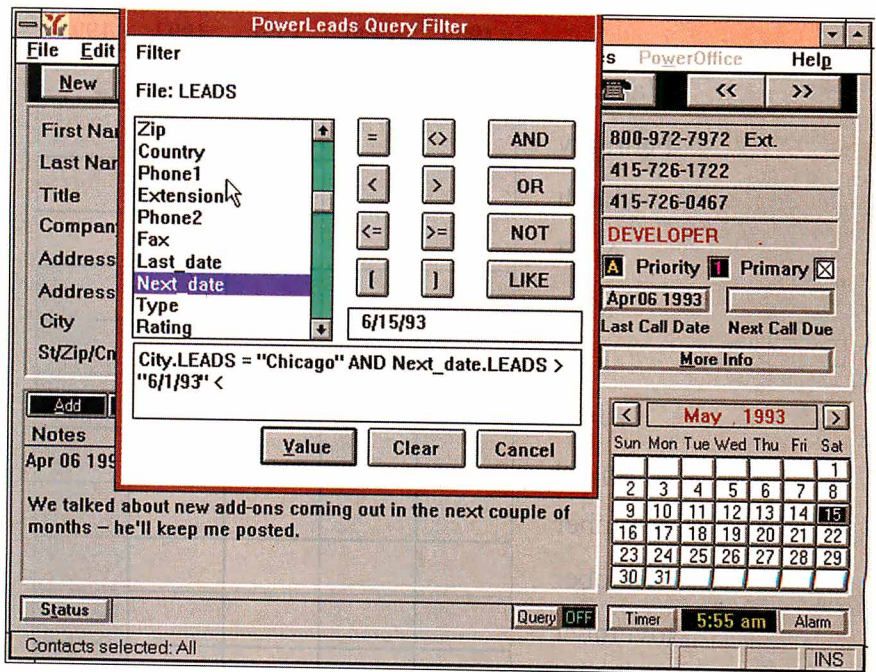 PowerLeads Query Filter
File Edit
s PowerOffice Help
Filter
File: LEADS
New
<< >>
Zip
Country
Phone1
Extension
Phone2
Fax
Last_date
Next_date
Type
Rating
= <> AND
< > OR
<= >= NOT
( ) LIKE
6/15/93
City.LEADS = "Chicago" AND Next_date.LEADS >
"6/1/93" <
Value Clear Cancel
First Nar
Last Nar
Title
Company
Address
Address
City
St/Zip/Cn
800-972-7972 Ext.
415-726-1722
415-726-0467
DEVELOPER
A Priority 1 Primary
Apr 06 1993
Last Call Date Next Call Due
More Info
Add
Notes
Apr 06 199
We talked about new add-ons coming out in the next couple of
months – he'll keep me posted.
< May 1993 >
Sun Mon Tue Wed Thu Fri Sat
1
2 3 4 5 6 7 8
9 10 11 12 13 14 15
16 17 18 19 20 21 22
23 24 25 26 27 28 29
30 31
Status
Query OFF
Timer 5:55 am Alarm
Contacts selected: All
INS